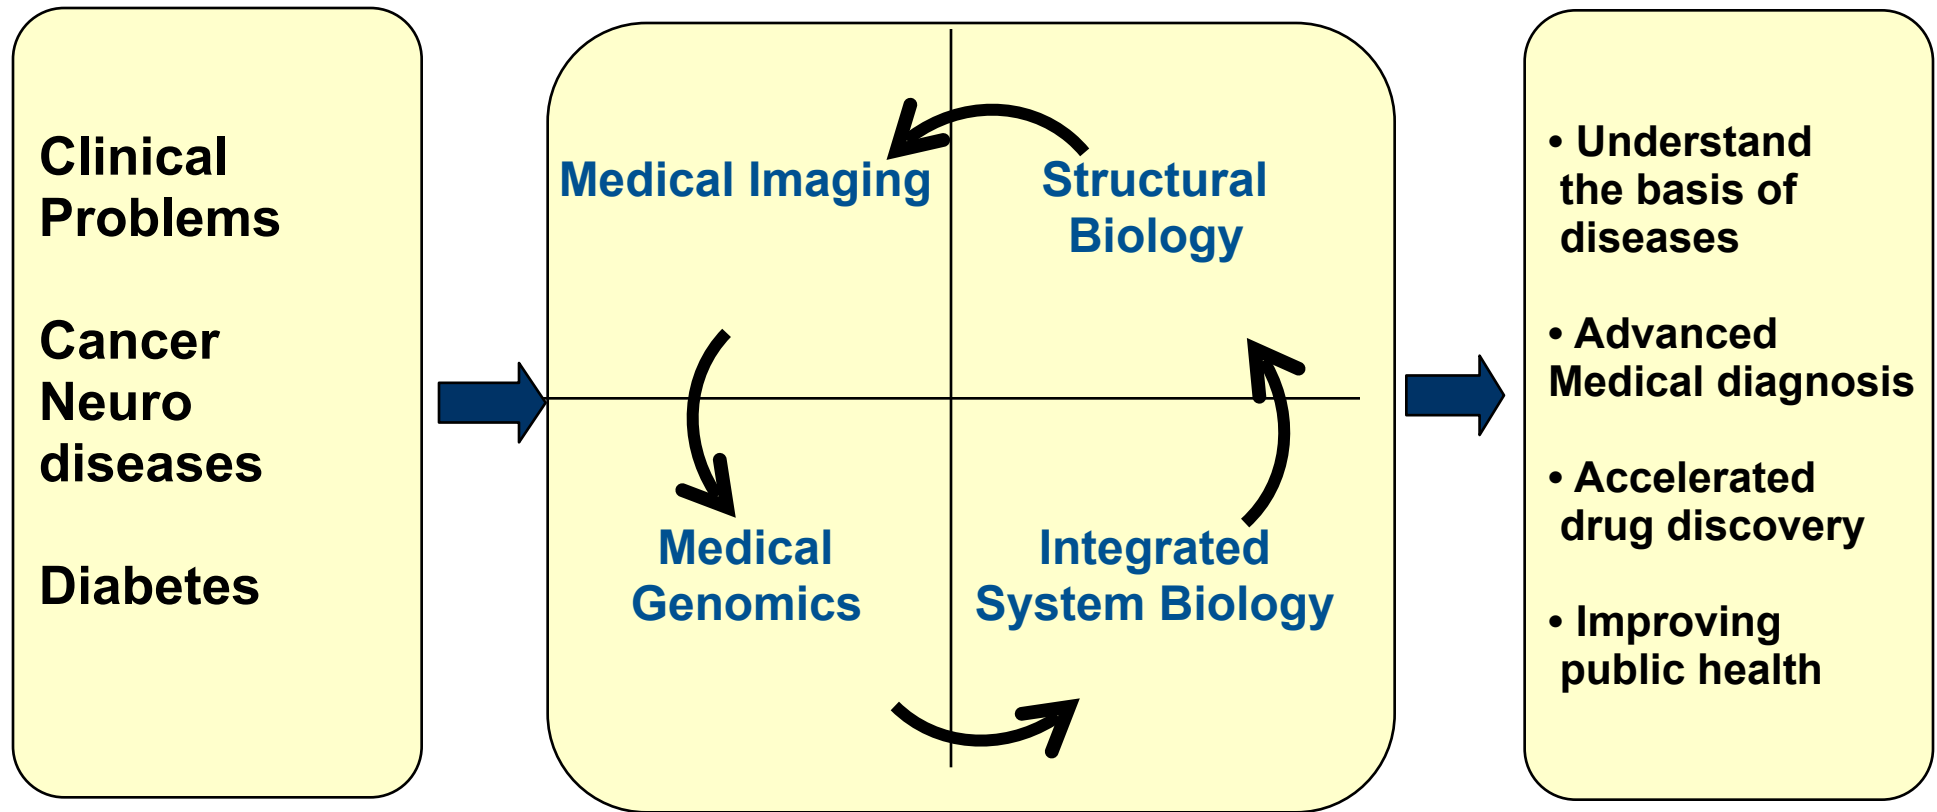 Clinical
Problems
Cancer
Neuro
diseases
Diabetes
Medical Imaging
Structural
Biology
Medical
Genomics
Integrated
System Biology
• Understand
the basis of
diseases
• Advanced
Medical diagnosis
• Accelerated
drug discovery
• Improving
public health